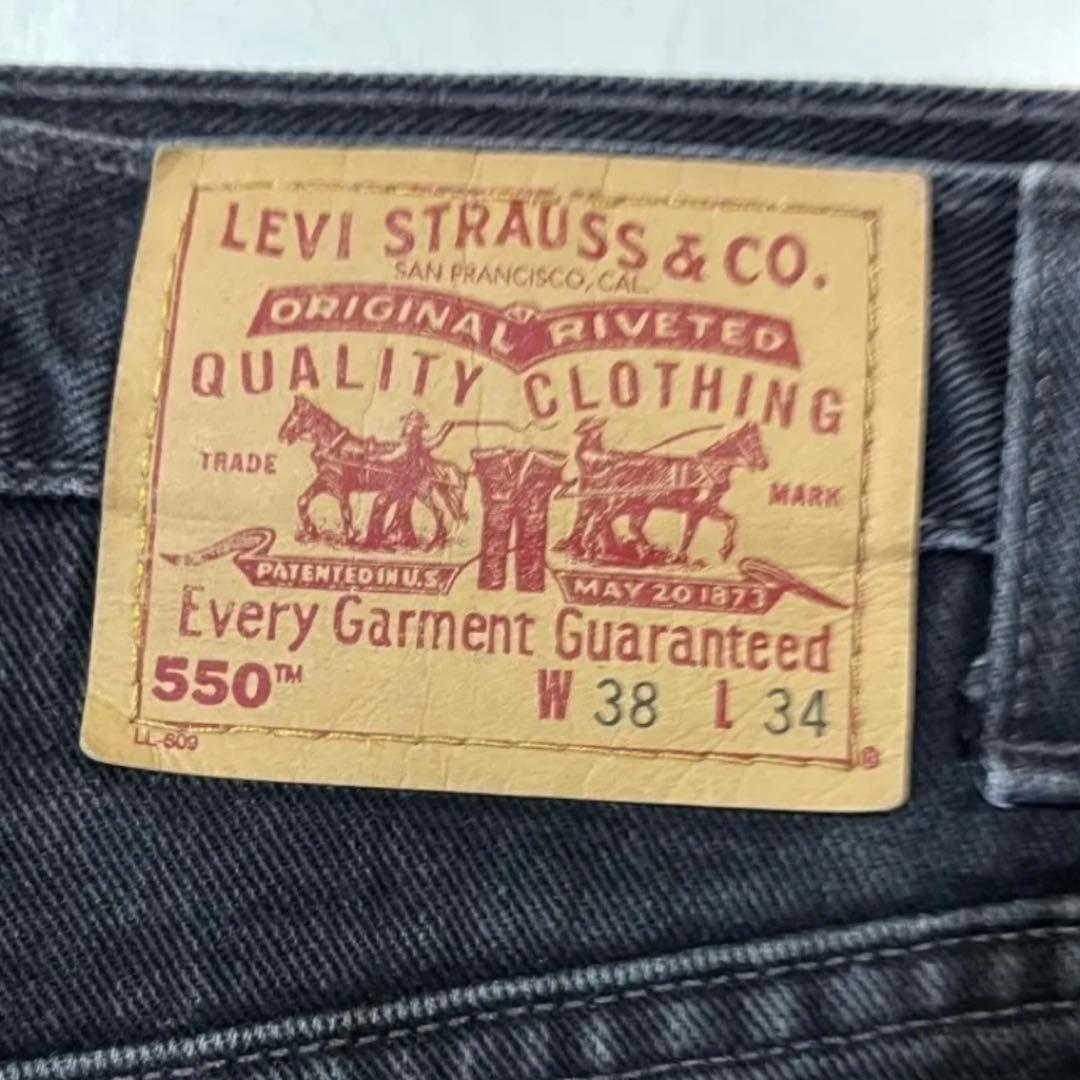 LEVI STRAUSS & CO.
SAN FRANCISCO, CAL.
ORIGINAL RIVETED
QUALITY CLOTHING
TRADE MARK
PATENTED IN U.S. MAY 20 1873
Every Garment Guaranteed
550™ W 38 L 34
LL-609 ®